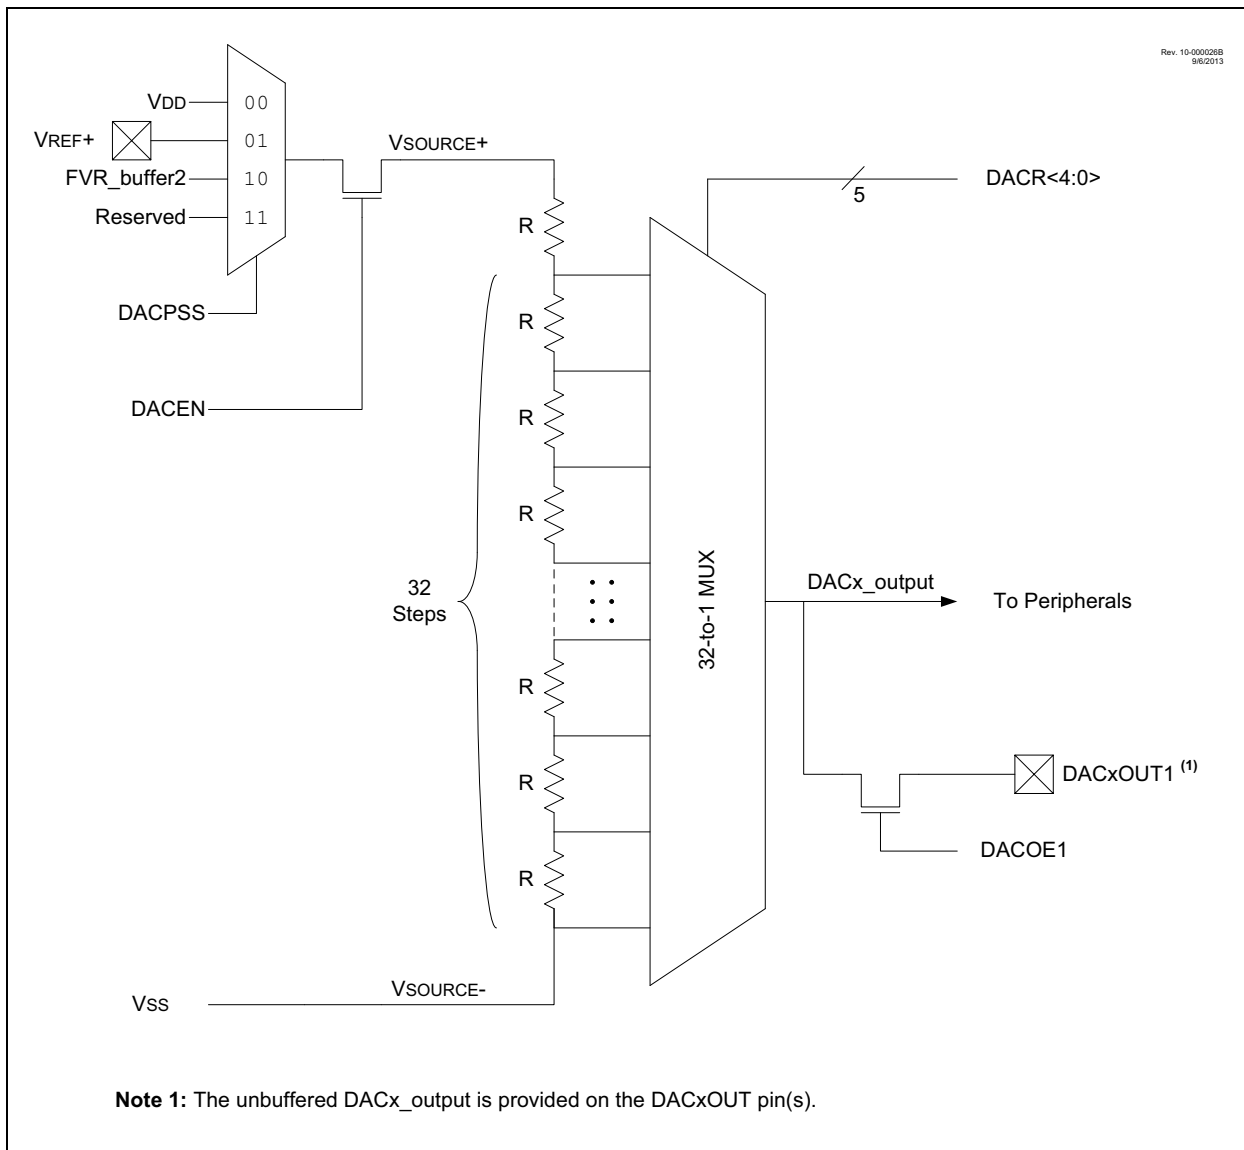 Rev. 10-000026B
9/6/2013
VDD
00
VREF+
01
VSOURCE+
FVR_buffer2
10
DACR<4:0>
5
Reserved
11
R
DACPSS
R
DACEN
R
R
32
Steps
32-to-1 MUX
DACx_output
To Peripherals
R
R
DACxOUT1 (1)
DACOE1
R
VSOURCE-
VSS
Note 1: The unbuffered DACx_output is provided on the DACxOUT pin(s).